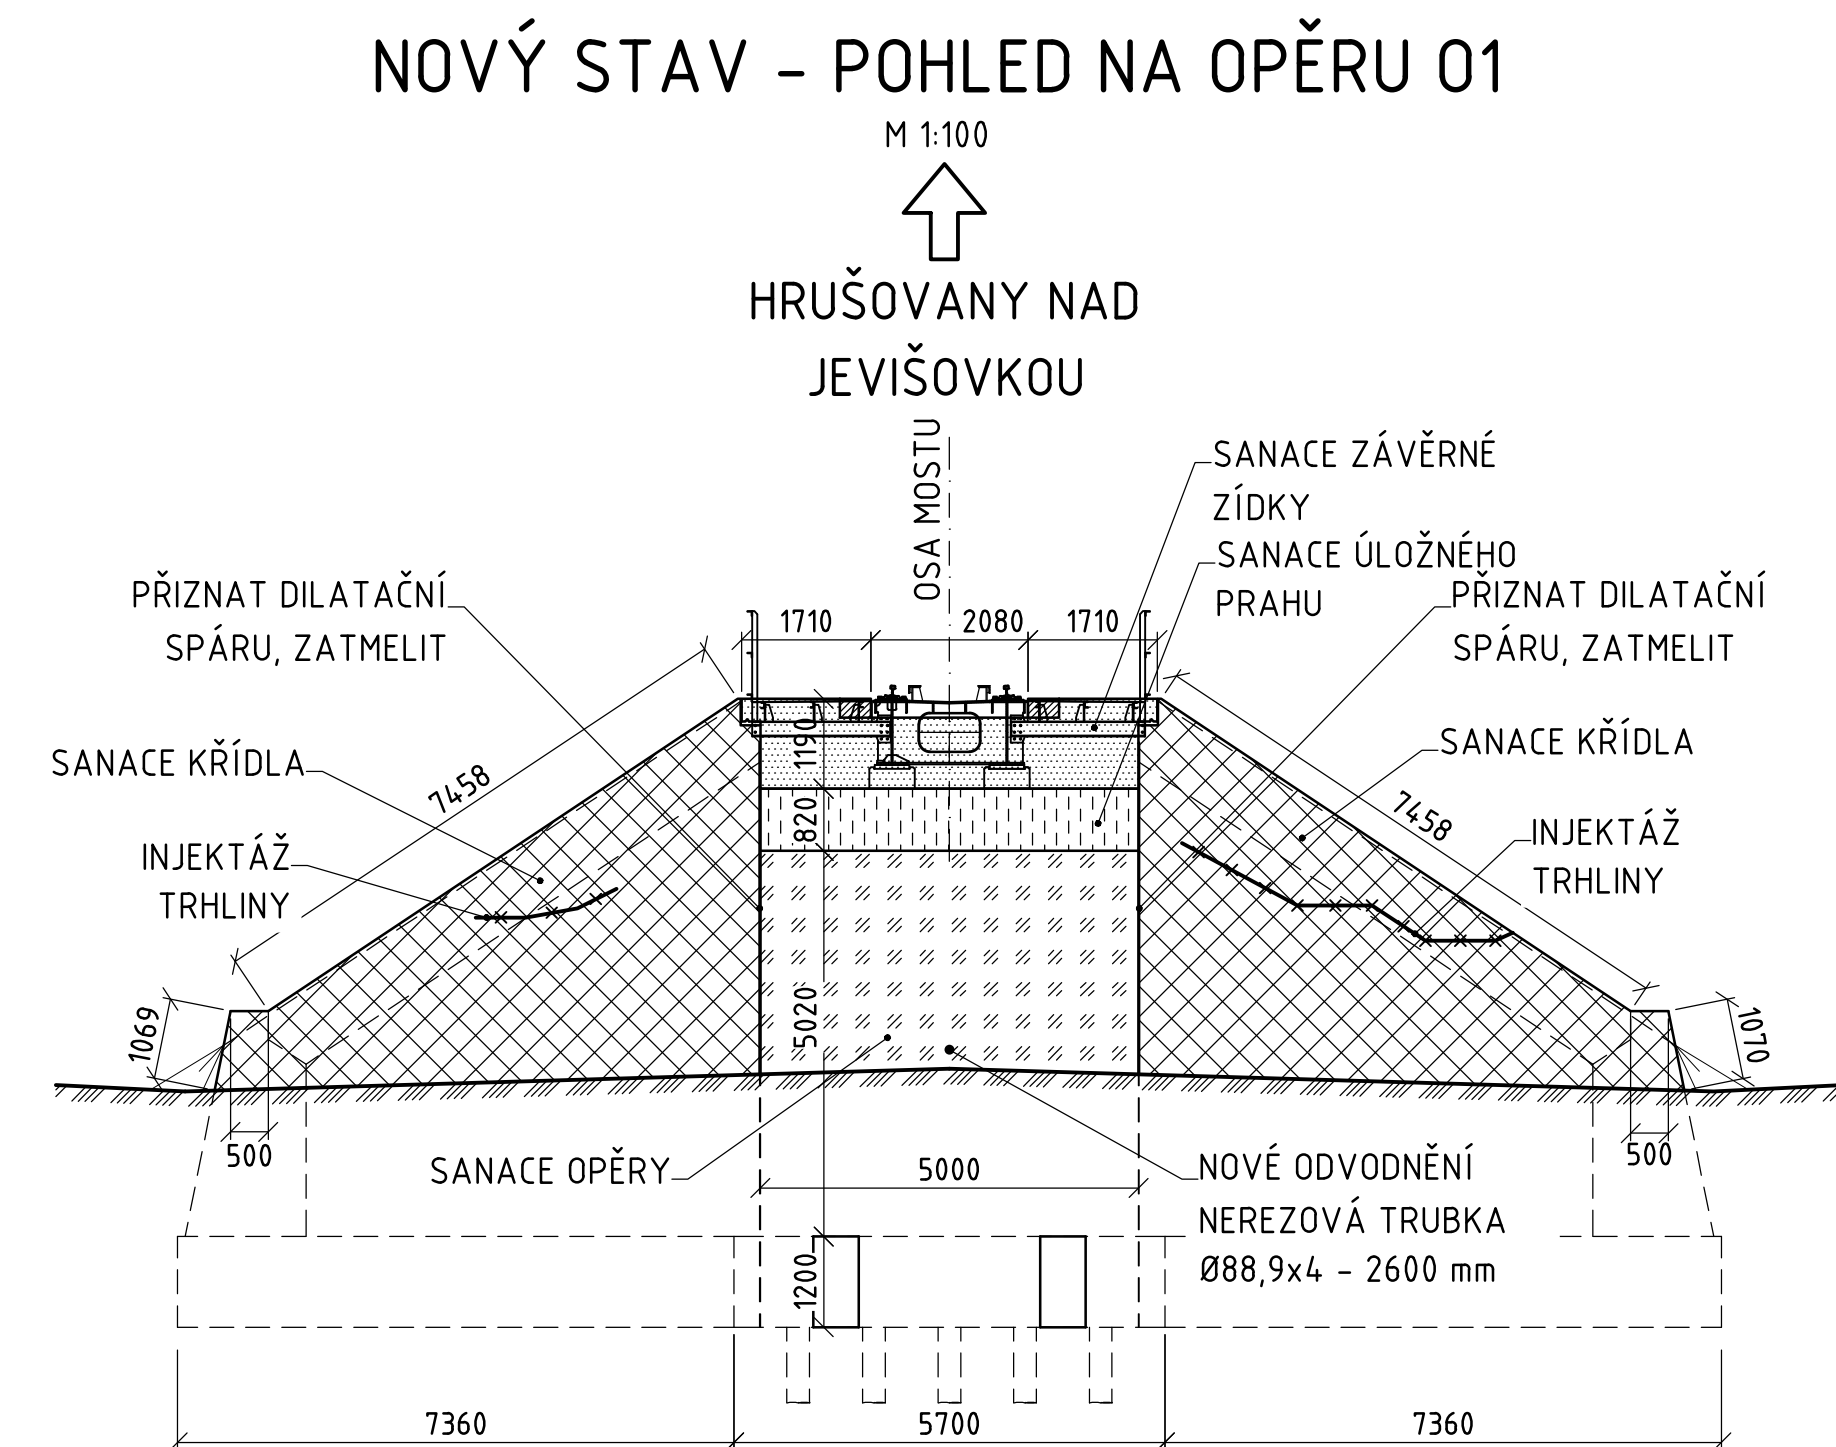 NOVÝ STAV - POHLED NA OPĚRU O1
M 1:100
HRUŠOVANY NAD
JEVIŠOVKOU
OSA MOSTU
SANACE ZÁVĚRNÉ
ZÍDKY
SANACE ÚLOŽNÉHO
PRAHU
PŘIZNAT DILATAČNÍ
SPÁRU, ZATMELIT
PŘIZNAT DILATAČNÍ
SPÁRU, ZATMELIT
1710
2080
1710
SANACE KŘÍDLA
7458
1190
820
5020
SANACE KŘÍDLA
7458
INJEKTÁŽ
TRHLINY
INJEKTÁŽ
TRHLINY
1069
1070
500
500
SANACE OPĚRY
5000
NOVÉ ODVODNĚNÍ
NEREZOVÁ TRUBKA
Ø88,9x4 - 2600 mm
1200
7360
5700
7360